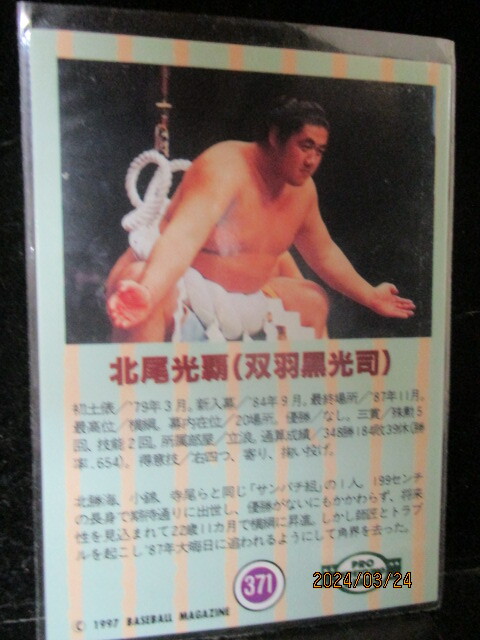 北尾光覇(双羽黒光司)
初土俵/'79年3月。新入幕/'84年9月。最終場所/'87年11月。
最高位/横綱。幕内在位/20場所。優勝/なし。三賞/殊勲5
回、技能2回。所属部屋/立浪。通算成績/348勝184敗39休(勝
率.654)。得意技/右四つ、寄り、掬い投げ。
北勝海、小錦、寺尾らと同じ「サンパチ組」の1人。199センチ
の長身で期待通りに出世し、優勝がないにもかかわらず、将来
性を見込まれて22歳11カ月で横綱に昇進。しかし師匠とトラブ
ルを起こし'87年大晦日に追われるようにして角界を去った。
371
PRO
2024/03/24
© 1997 BASEBALL MAGAZINE